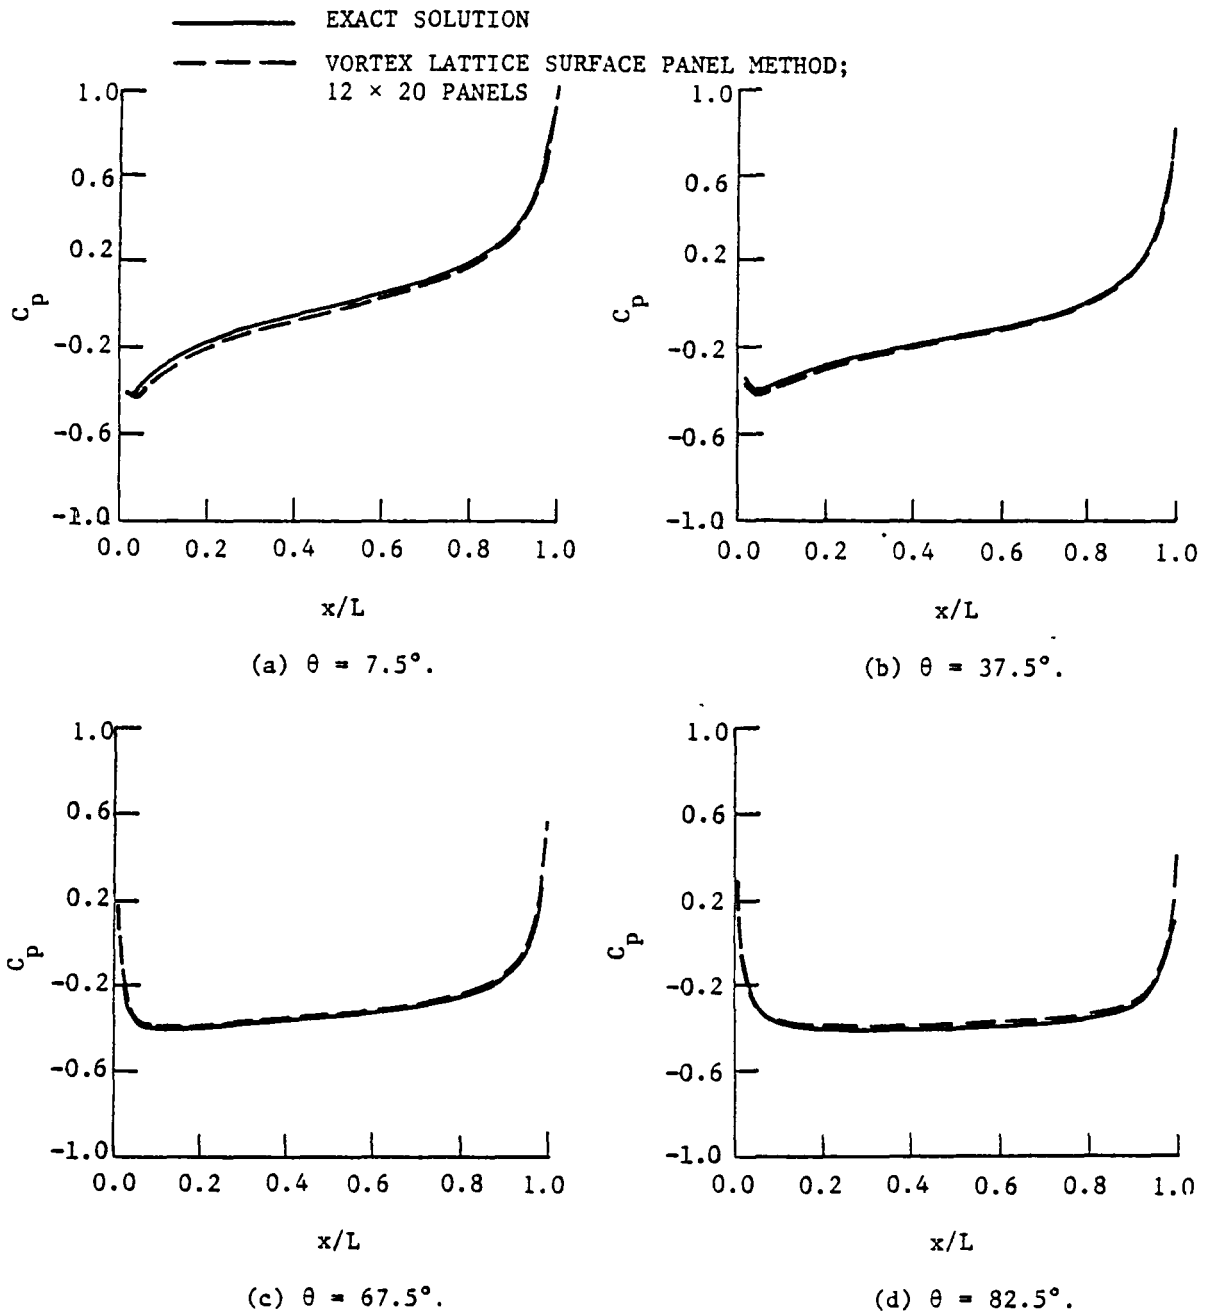 EXACT SOLUTION
VORTEX LATTICE SURFACE PANEL METHOD;
12 × 20 PANELS
1.0
0.6
0.2
-0.2
-0.6
-1.0
Cp
0.0 0.2 0.4 0.6 0.8 1.0
x/L
(a) θ = 7.5°.
1.0
0.6
0.2
-0.2
-0.6
-1.0
Cp
0.0 0.2 0.4 0.6 0.8 1.0
x/L
(b) θ = 37.5°.
1.0
0.6
0.2
-0.2
-0.6
-1.0
Cp
0.0 0.2 0.4 0.6 0.8 1.0
x/L
(c) θ = 67.5°.
1.0
0.6
0.2
-0.2
-0.6
-1.0
Cp
0.0 0.2 0.4 0.6 0.8 1.0
x/L
(d) θ = 82.5°.